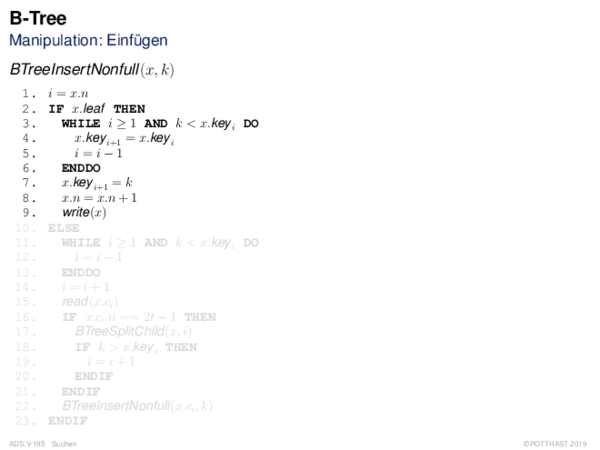 B-Tree
Manipulation: Einfügen
BTreeInsertNonfull(x, k)
1. i = x.n
2. IF x.leaf THEN
3. WHILE i ≥ 1 AND k < x.key_i DO
4. x.key_{i+1} = x.key_i
5. i = i − 1
6. ENDDO
7. x.key_{i+1} = k
8. x.n = x.n + 1
9. write(x)
10. ELSE
11. WHILE i ≥ 1 AND k < x.key_i DO
12. i = i − 1
13. ENDDO
14. i = i + 1
15. read(x.c_i)
16. IF x.c_i.n == 2t − 1 THEN
17. BTreeSplitChild(x, i)
18. IF k > x.key_i THEN
19. i = i + 1
20. ENDIF
21. ENDIF
22. BTreeInsertNonfull(x.c_i, k)
23. ENDIF
ADS:V-195 Suchen ©POTTHAST 2019